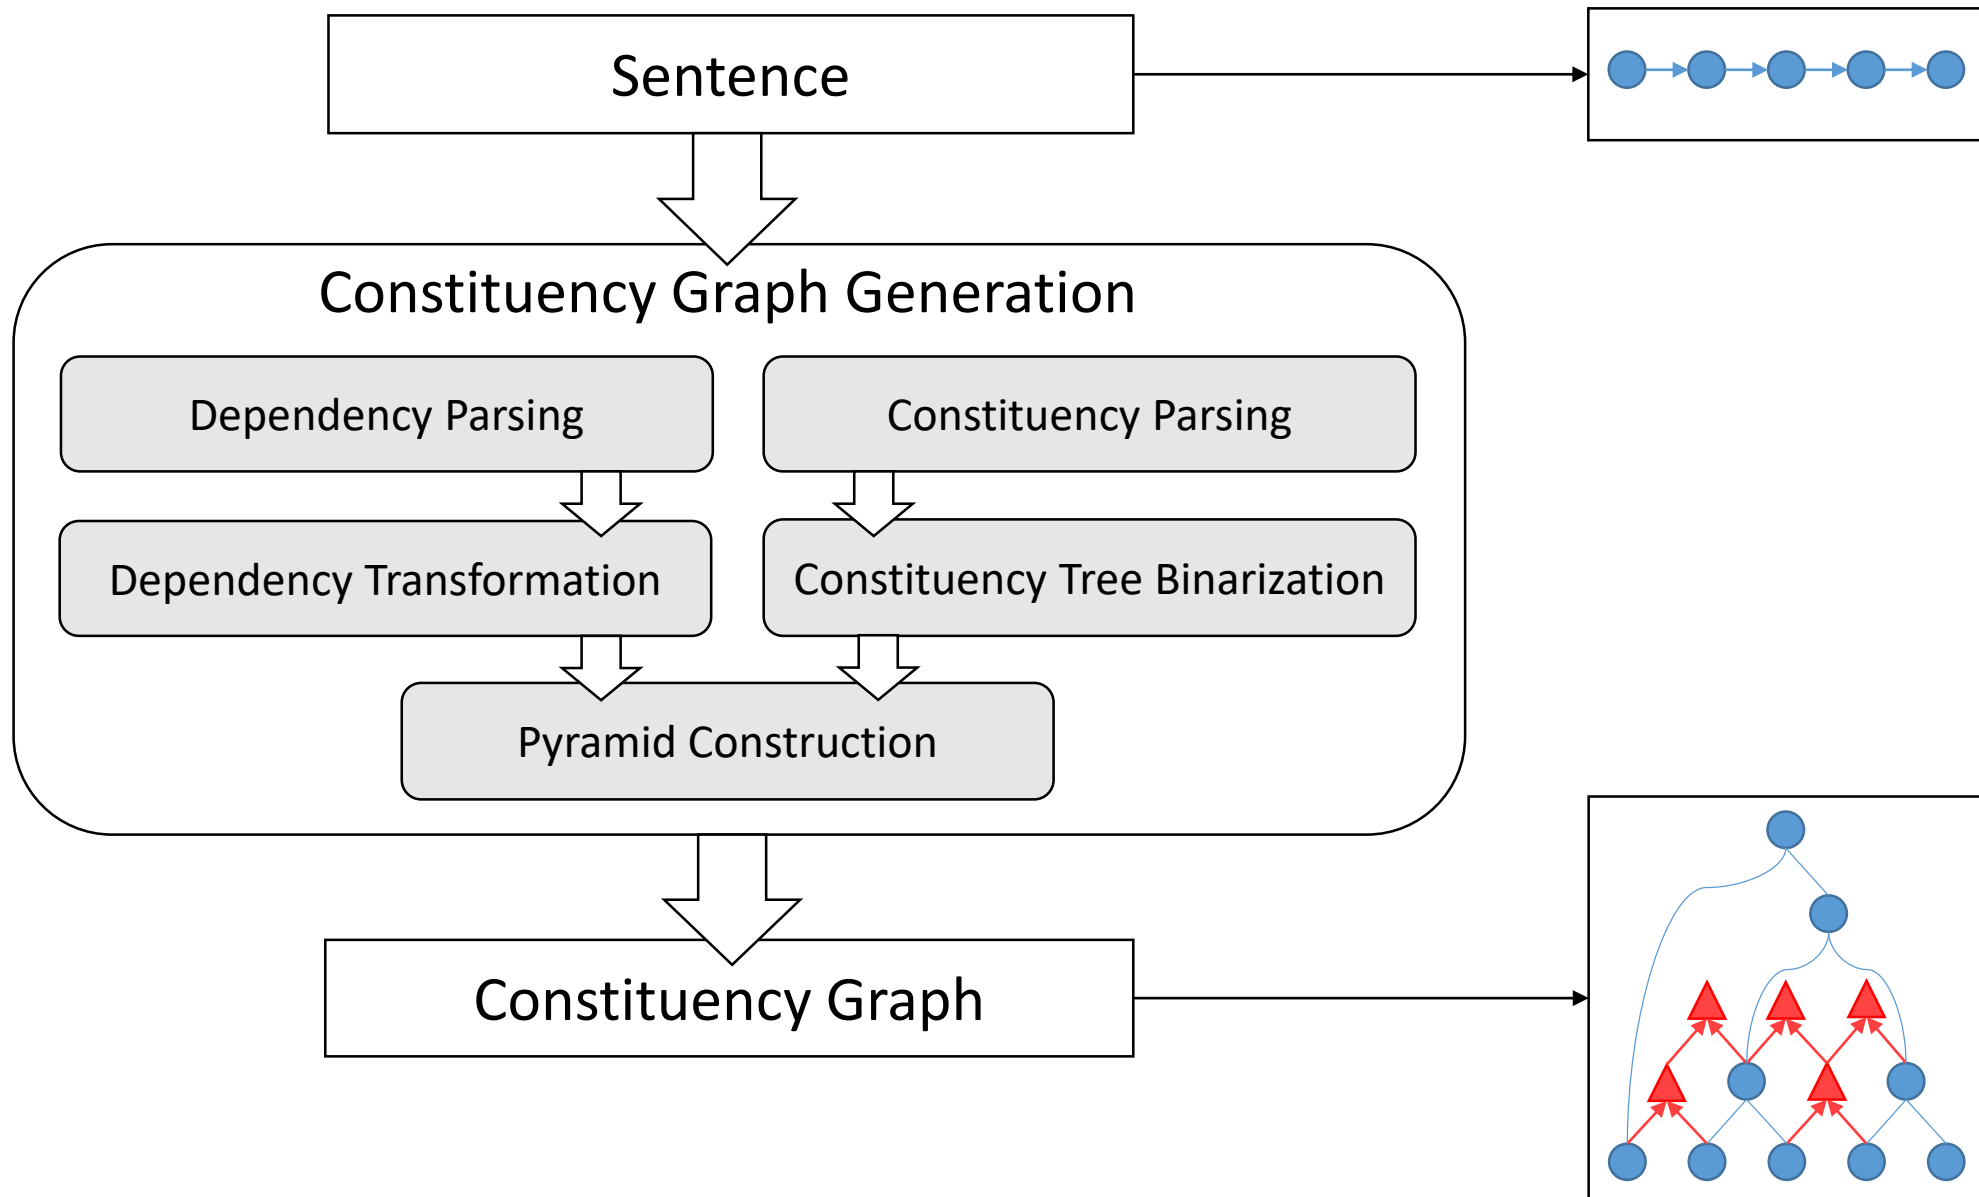 Sentence
Constituency Graph Generation
Dependency Parsing
Constituency Parsing
Dependency Transformation
Constituency Tree Binarization
Pyramid Construction
Constituency Graph